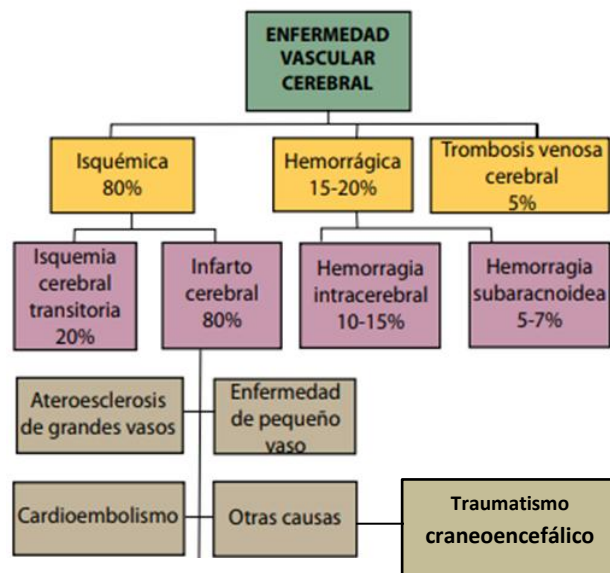 ENFERMEDAD
VASCULAR
CEREBRAL
Isquémica
80%
Hemorrágica
15-20%
Trombosis venosa
cerebral
5%
Isquemia
cerebral
transitoria
20%
Infarto
cerebral
80%
Hemorragia
intracerebral
10-15%
Hemorragia
subaracnoidea
5-7%
Ateroesclerosis
de grandes vasos
Enfermedad
de pequeño
vaso
Cardioembolismo
Otras causas
Traumatismo
craneoencefálico